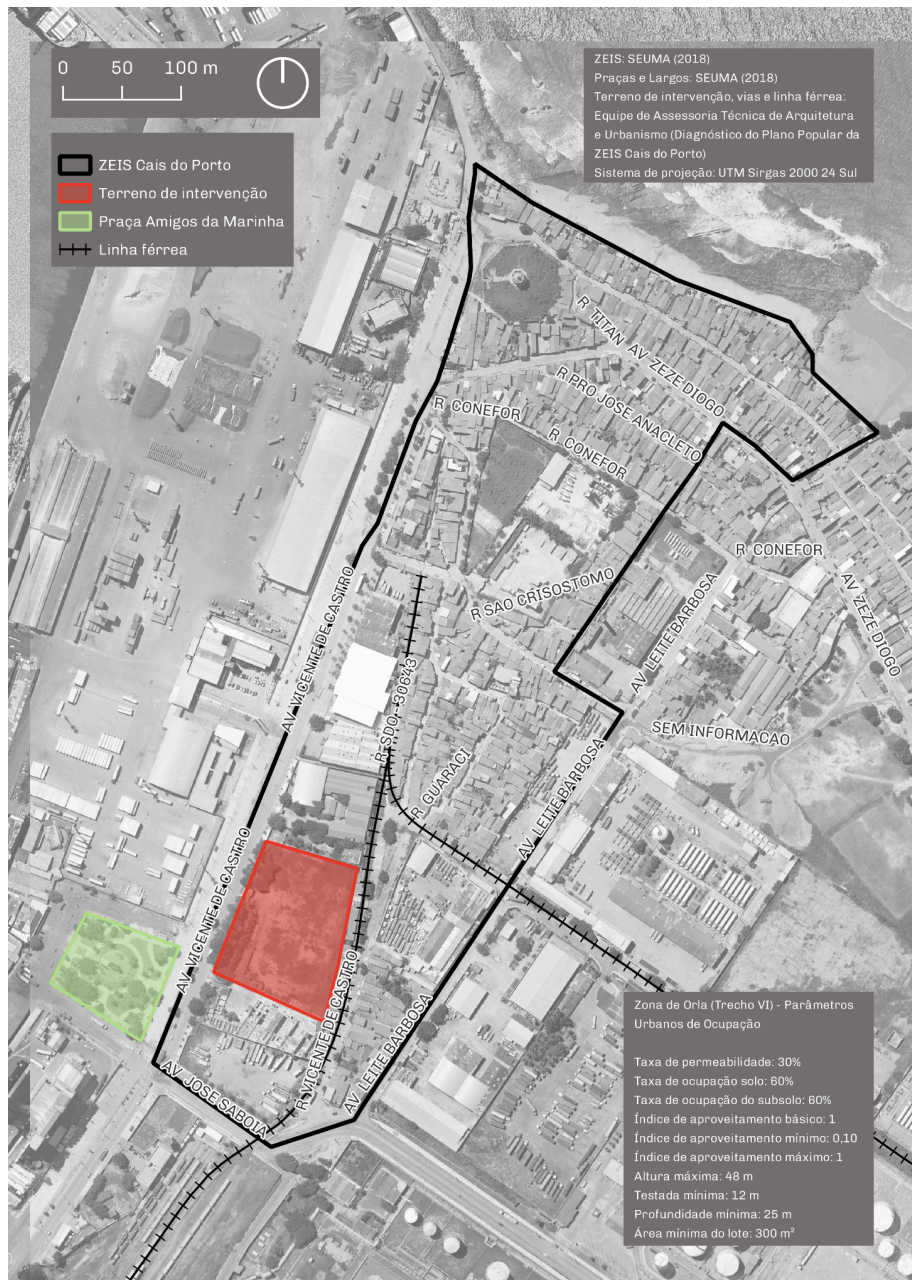 0 50 100 m
ZEIS Cais do Porto
Terreno de intervenção
Praça Amigos da Marinha
Linha férrea
ZEIS: SEUMA (2018)
Praças e Largos: SEUMA (2018)
Terreno de intervenção, vias e linha férrea:
Equipe de Assessoria Técnica de Arquitetura
e Urbanismo (Diagnóstico do Plano Popular da
ZEIS Cais do Porto)
Sistema de projeção: UTM Sirgas 2000 24 Sul
R TITAN AV ZEZE DIOGO
R PRO JOSE ANACLETO
R CONEFOR
R CONEFOR
R CONEFOR
AV ZEZE DIOGO
R SAO CRISOSTOMO
AV LEITE BARBOSA
AV VICENTE DE CASTRO
R SDO - 30643
SEM INFORMACAO
R GUARACI
AV LEITE BARBOSA
AV VICENTE DE CASTRO
R VICENTE DE CASTRO
AV LEITE BARBOSA
AV JOSE SABOIA
Zona de Orla (Trecho VI) - Parâmetros
Urbanos de Ocupação
Taxa de permeabilidade: 30%
Taxa de ocupação solo: 60%
Taxa de ocupação do subsolo: 60%
Índice de aproveitamento básico: 1
Índice de aproveitamento mínimo: 0,10
Índice de aproveitamento máximo: 1
Altura máxima: 48 m
Testada mínima: 12 m
Profundidade mínima: 25 m
Área mínima do lote: 300 m²